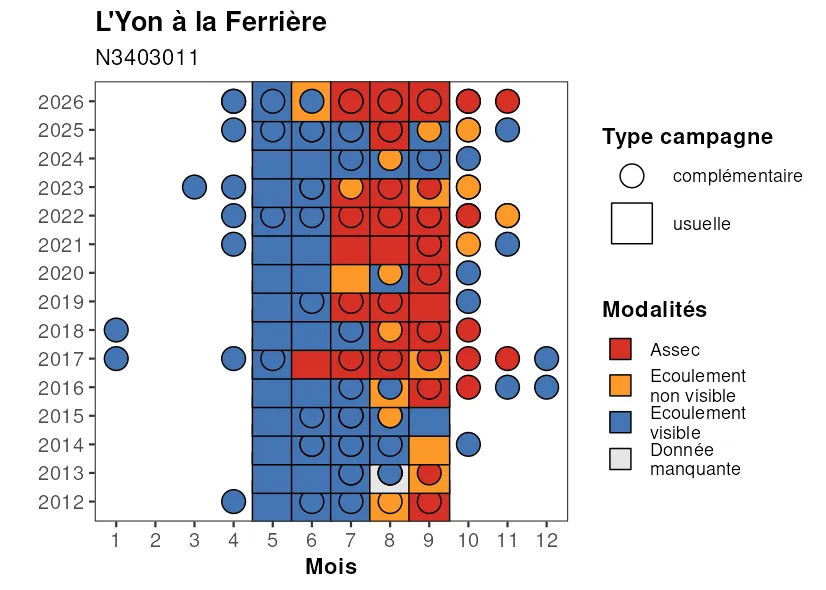 L'Yon à la Ferrière
N3403011
2026
2025
2024
2023
2022
2021
2020
2019
2018
2017
2016
2015
2014
2013
2012
1 2 3 4 5 6 7 8 9 10 11 12
Mois
Type campagne
complémentaire
usuelle
Modalités
Assec
Ecoulement
non visible
Ecoulement
visible
Donnée
manquante